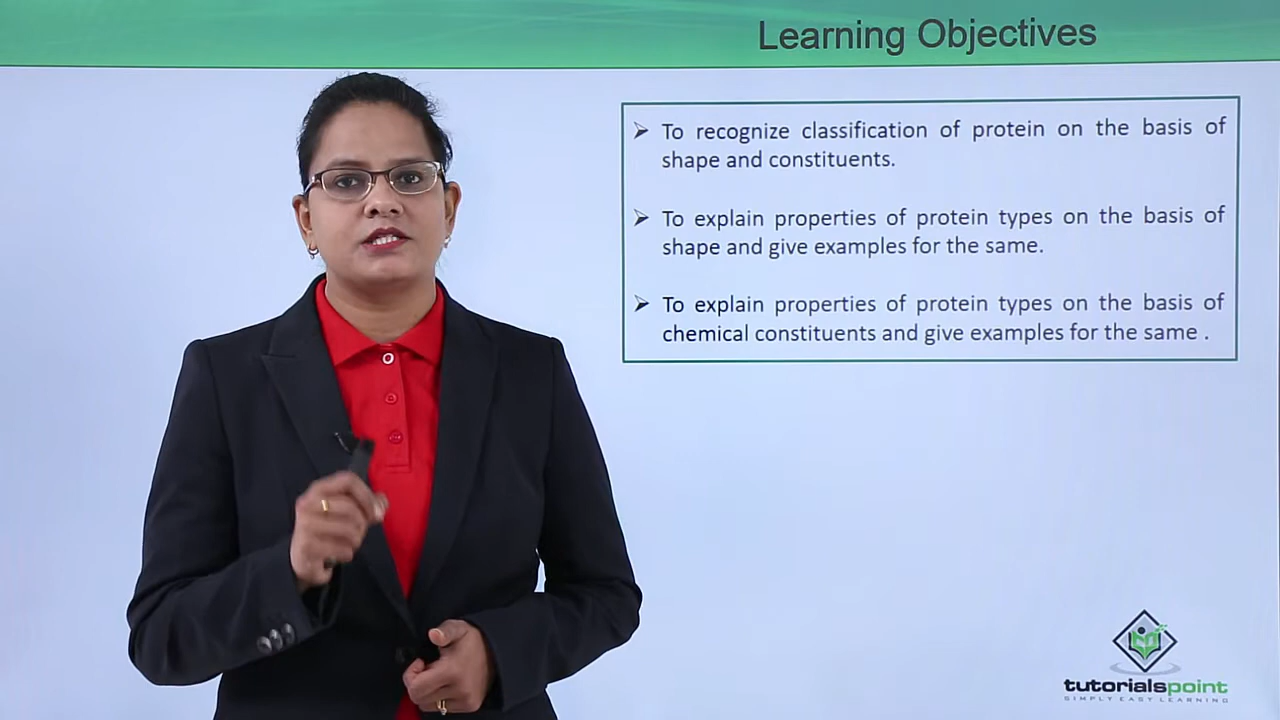 Learning Objectives
➢ To recognize classification of protein on the basis of
shape and constituents.
➢ To explain properties of protein types on the basis of
shape and give examples for the same.
➢ To explain properties of protein types on the basis of
chemical constituents and give examples for the same .
tutorialspoint
SIMPLY EASY LEARNING